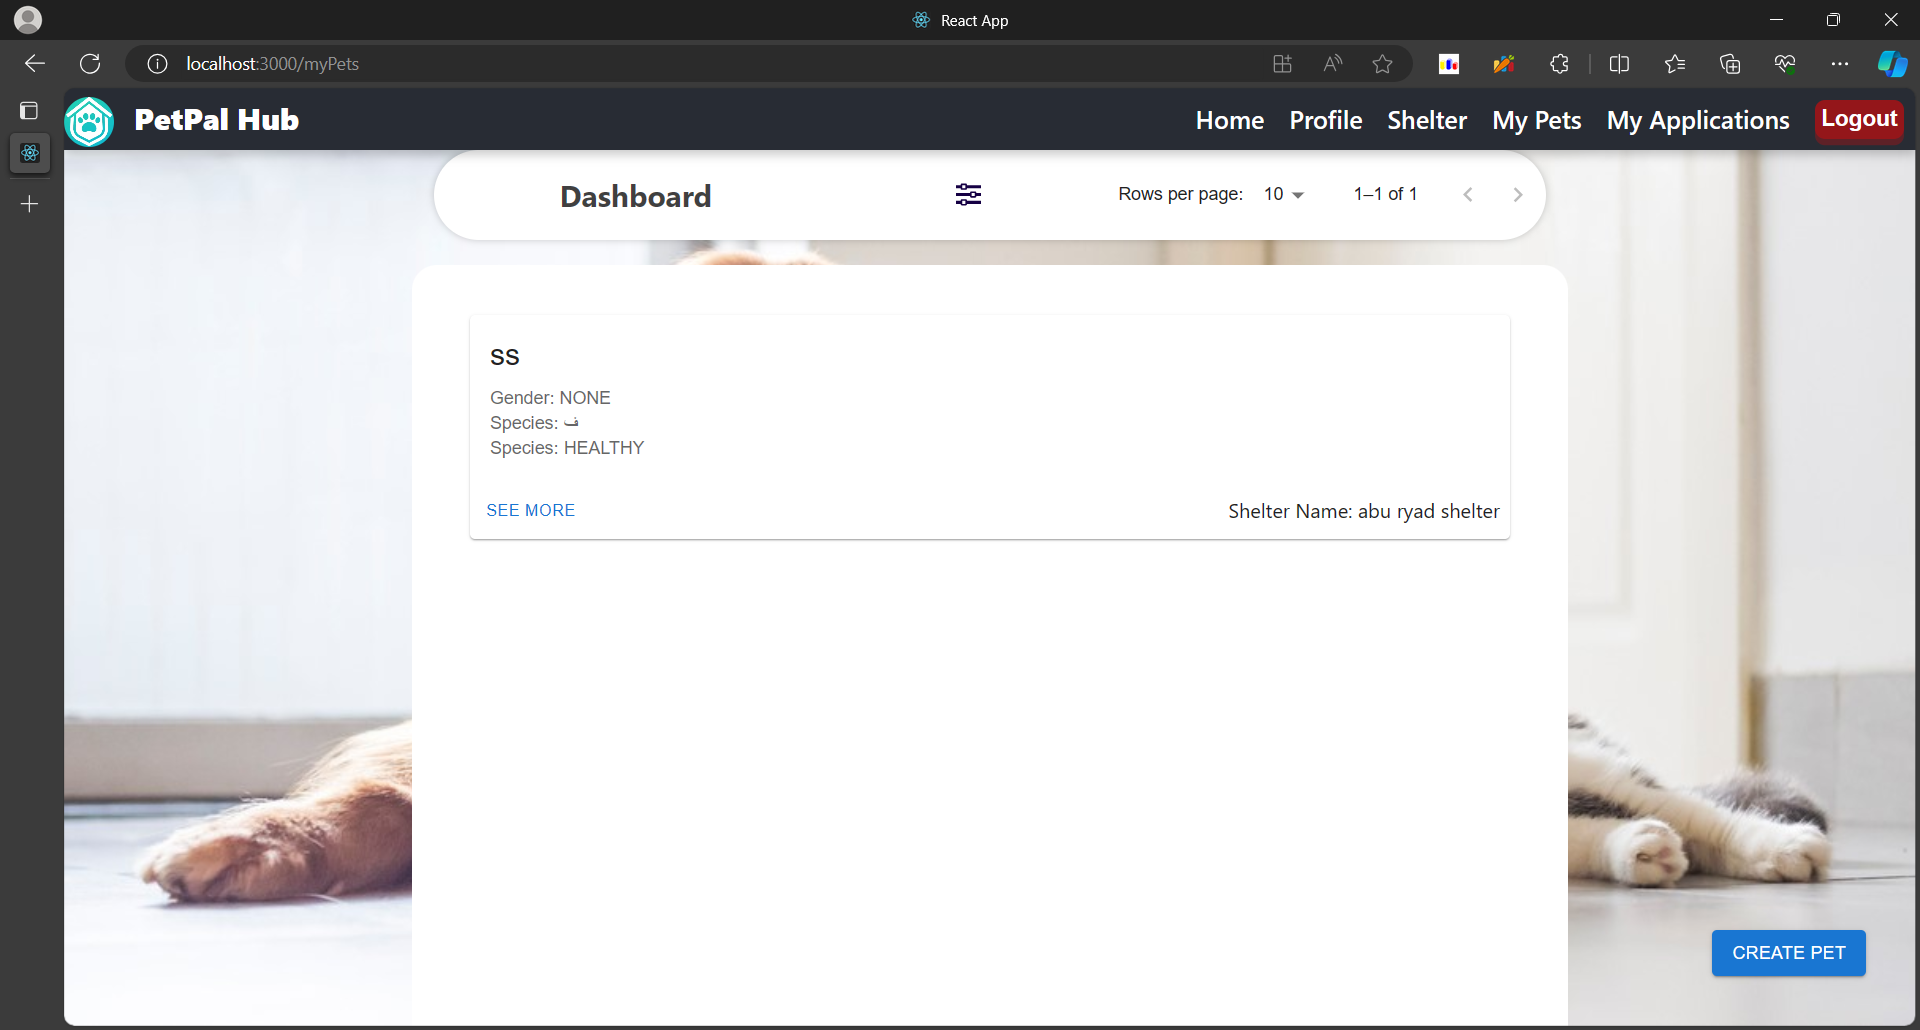 React App
localhost:3000/myPets
PetPal Hub
Home Profile Shelter My Pets My Applications Logout
Dashboard
Rows per page: 10 1–1 of 1
SS
Gender: NONE
Species: ف
Species: HEALTHY
SEE MORE
Shelter Name: abu ryad shelter
CREATE PET